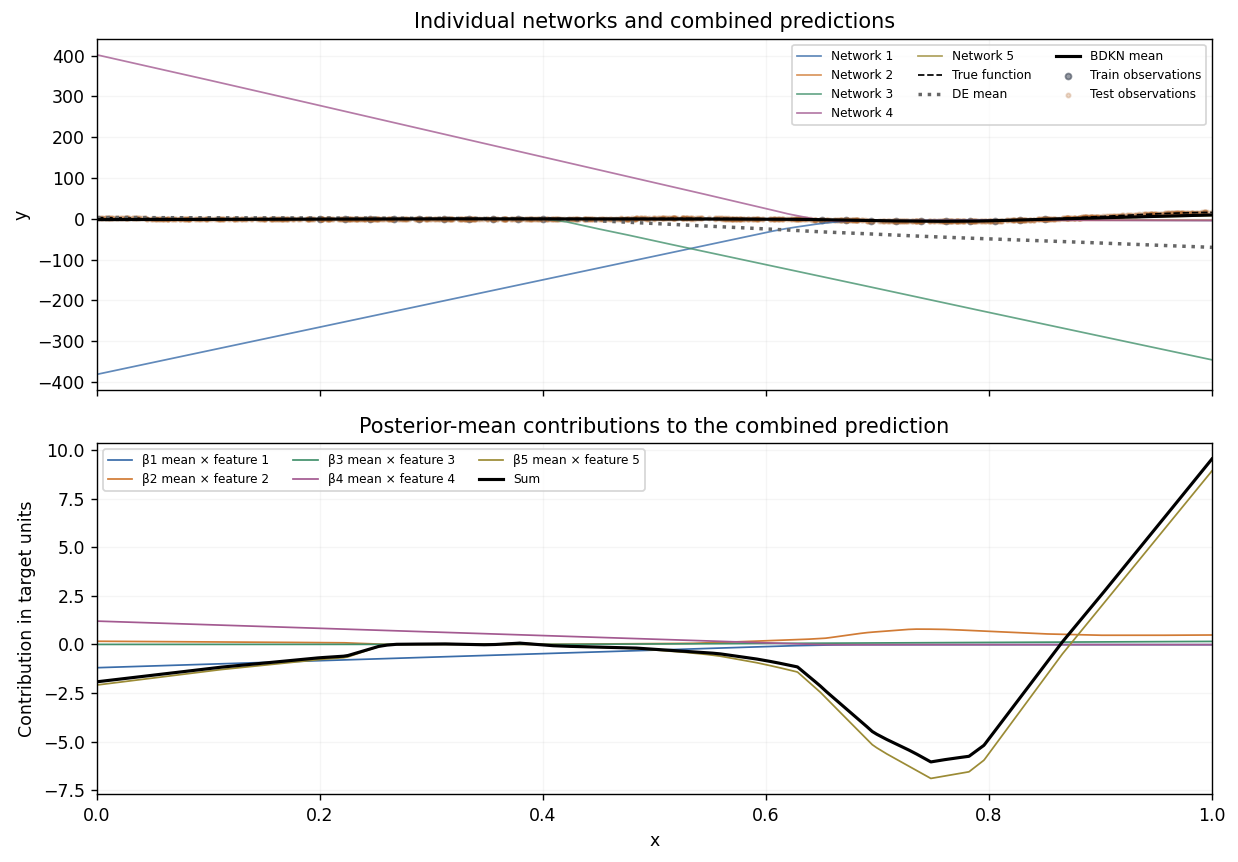 Individual networks and combined predictions
400
300
200
100
0
−100
−200
−300
−400
y
Network 1
Network 2
Network 3
Network 4
Network 5
True function
DE mean
BDKN mean
Train observations
Test observations
Posterior-mean contributions to the combined prediction
10.0
7.5
5.0
2.5
0.0
−2.5
−5.0
−7.5
Contribution in target units
β1 mean × feature 1
β2 mean × feature 2
β3 mean × feature 3
β4 mean × feature 4
β5 mean × feature 5
Sum
0.0 0.2 0.4 0.6 0.8 1.0
x